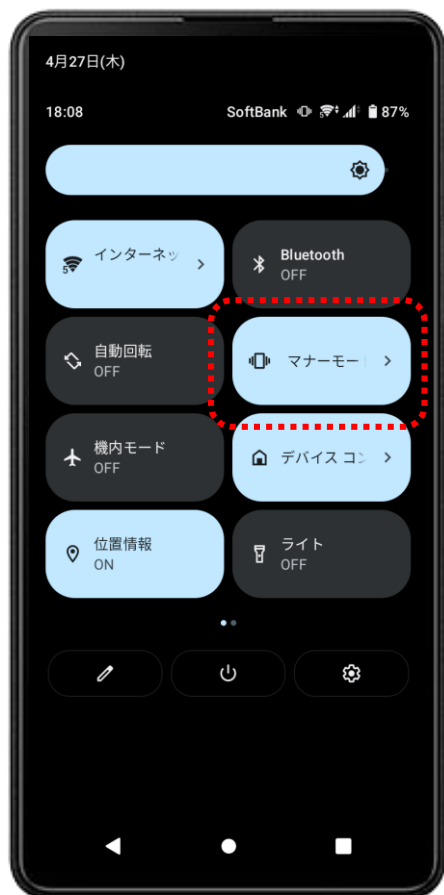 4月27日(木)
18:08 SoftBank 87%
インターネッ
Bluetooth
OFF
自動回転
OFF
マナーモー
機内モード
OFF
デバイス コン
位置情報
ON
ライト
OFF